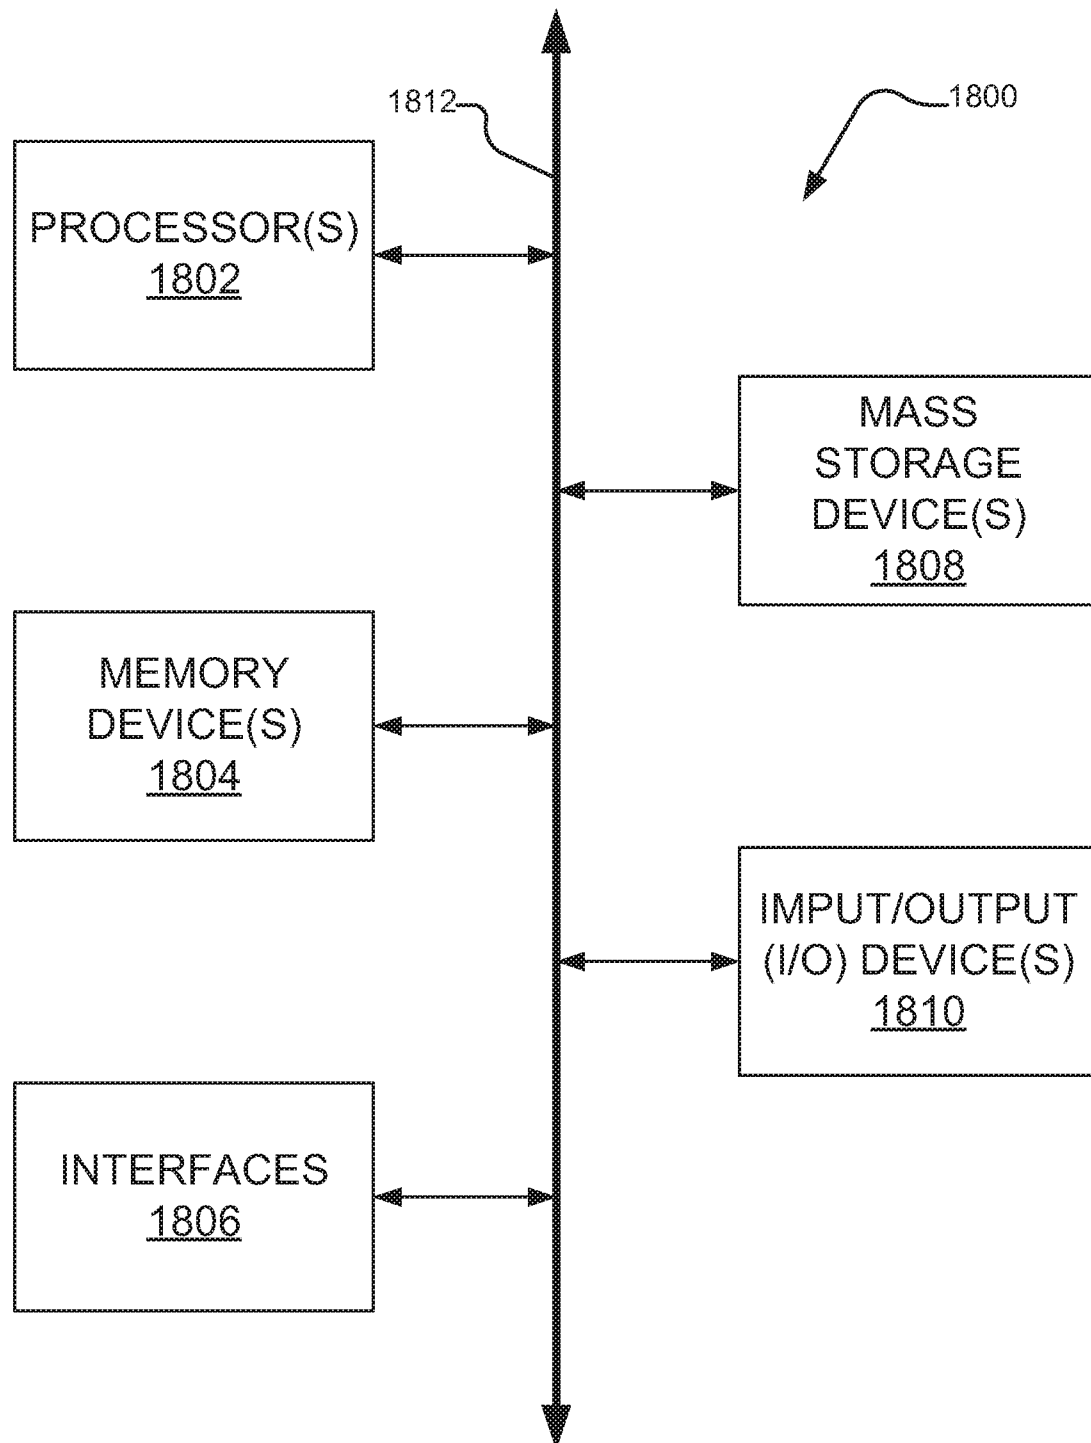 1812
1800
PROCESSOR(S)
1802
MASS
STORAGE
DEVICE(S)
1808
MEMORY
DEVICE(S)
1804
IMPUT/OUTPUT
(I/O) DEVICE(S)
1810
INTERFACES
1806